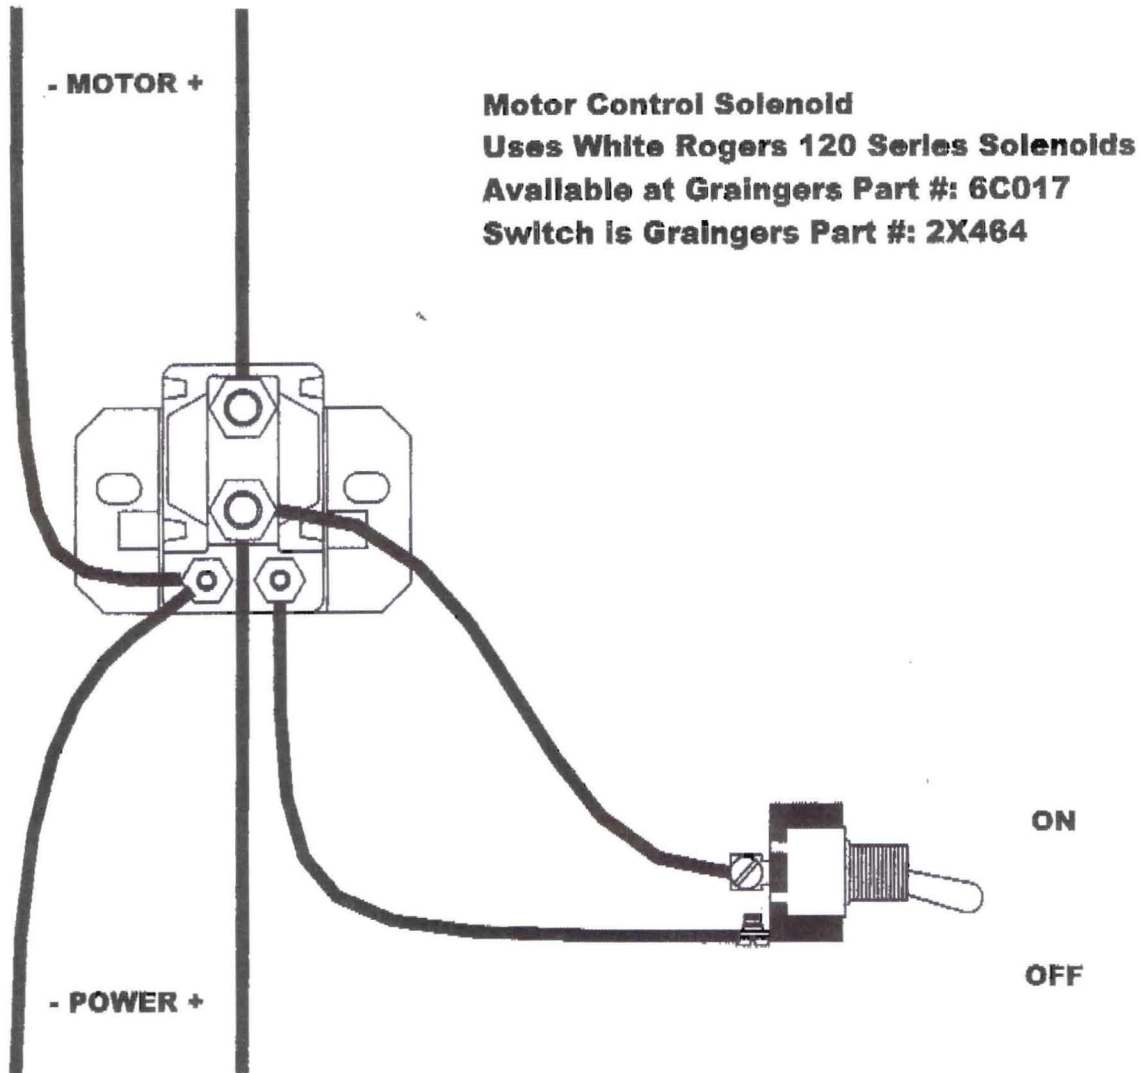 - MOTOR +
Motor Control Solenoid
Uses White Rogers 120 Series Solenoids
Available at Graingers Part #: 6C017
Switch is Graingers Part #: 2X464
ON
OFF
- POWER +